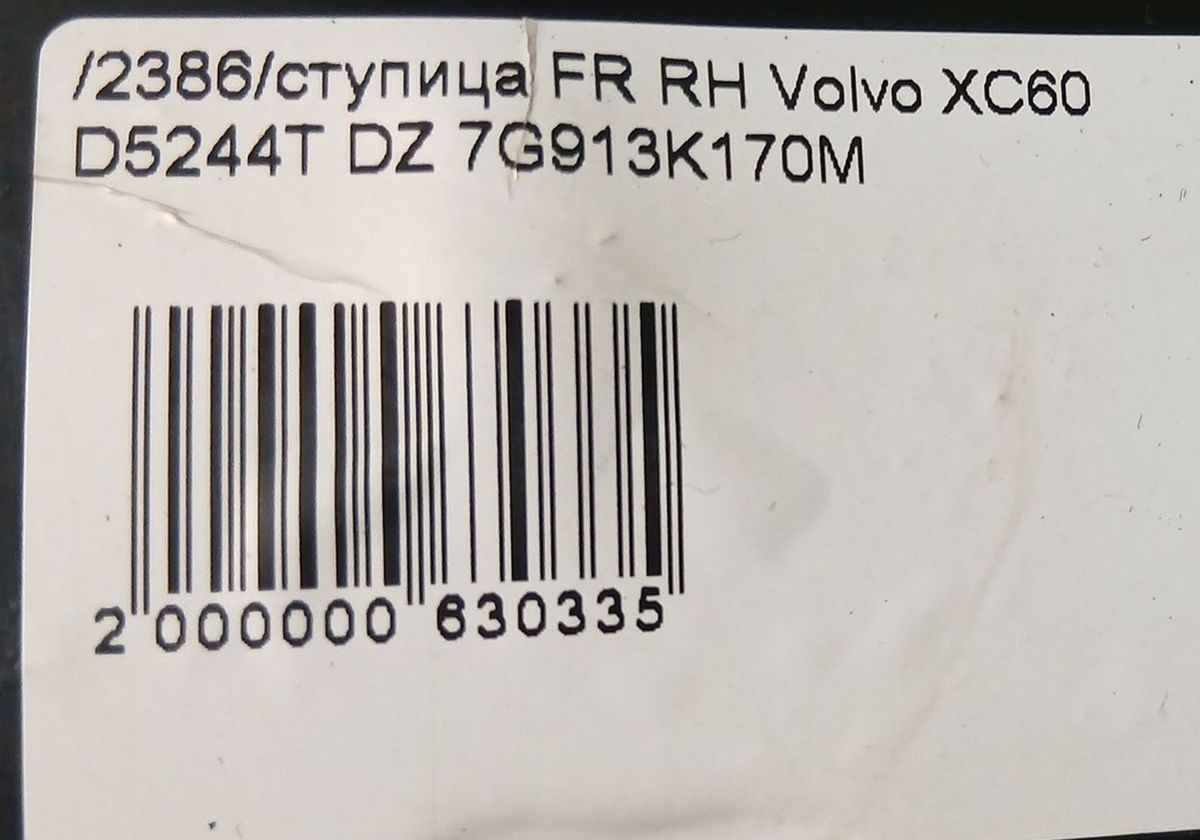 /2386/ступица FR RH Volvo XC60
D5244T DZ 7G913K170M
2 000000 630335